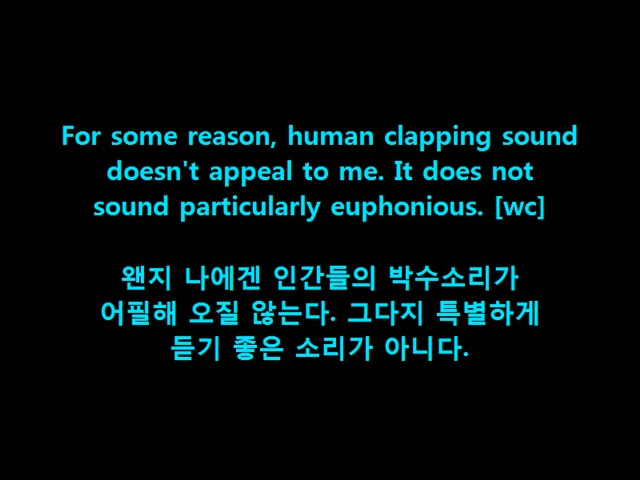 For some reason, human clapping sound
doesn't appeal to me. It does not
sound particularly euphonious. [wc]
왠지 나에겐 인간들의 박수소리가
어필해 오질 않는다. 그다지 특별하게
듣기 좋은 소리가 아니다.